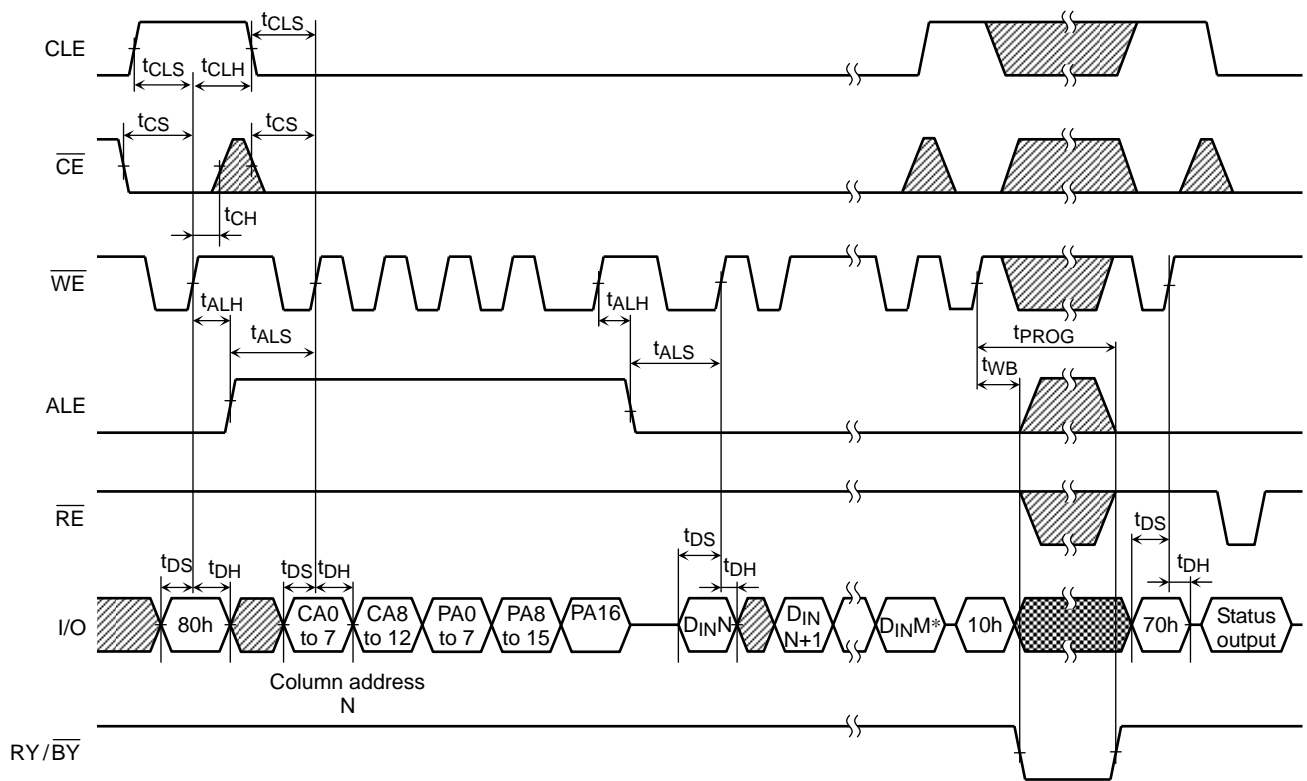 tCLS
CLE
tCLS tCLH
tCS tCS
CE
tCH
WE
tALH tALH
tALS tALS tPROG
tWB
ALE
RE
tDS tDH tDS tDH tDS tDH tDS tDH
I/O 80h CA0 to 7 CA8 to 12 PA0 to 7 PA8 to 15 PA16 DINN DIN N+1 DINM* 10h 70h Status output
Column address
N
RY/BY